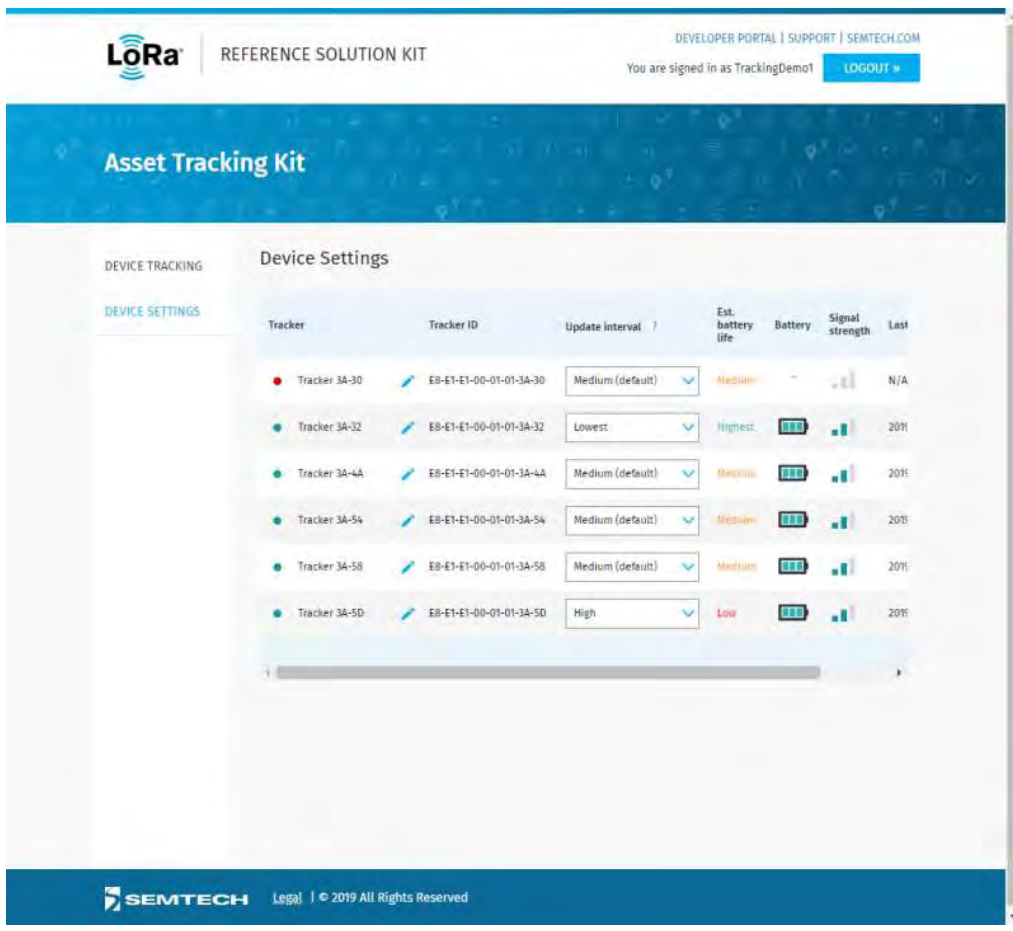 LoRa
REFERENCE SOLUTION KIT
DEVELOPER PORTAL | SUPPORT | SEMTECH.COM
You are signed in as TrackingDemo1
LOGOUT »
Asset Tracking Kit
DEVICE TRACKING
DEVICE SETTINGS
Device Settings
Tracker Tracker ID Update interval ? Est. battery life Battery Signal strength Last
Tracker 3A-30 E8-E1-E1-00-01-01-3A-30 Medium (default) Medium - N/A
Tracker 3A-32 E8-E1-E1-00-01-01-3A-32 Lowest Highest 201
Tracker 3A-4A E8-E1-E1-00-01-01-3A-4A Medium (default) Medium 201
Tracker 3A-54 E8-E1-E1-00-01-01-3A-54 Medium (default) Medium 201
Tracker 3A-58 E8-E1-E1-00-01-01-3A-58 Medium (default) Medium 201
Tracker 3A-5D E8-E1-E1-00-01-01-3A-5D High Low 201
SEMTECH Legal | © 2019 All Rights Reserved